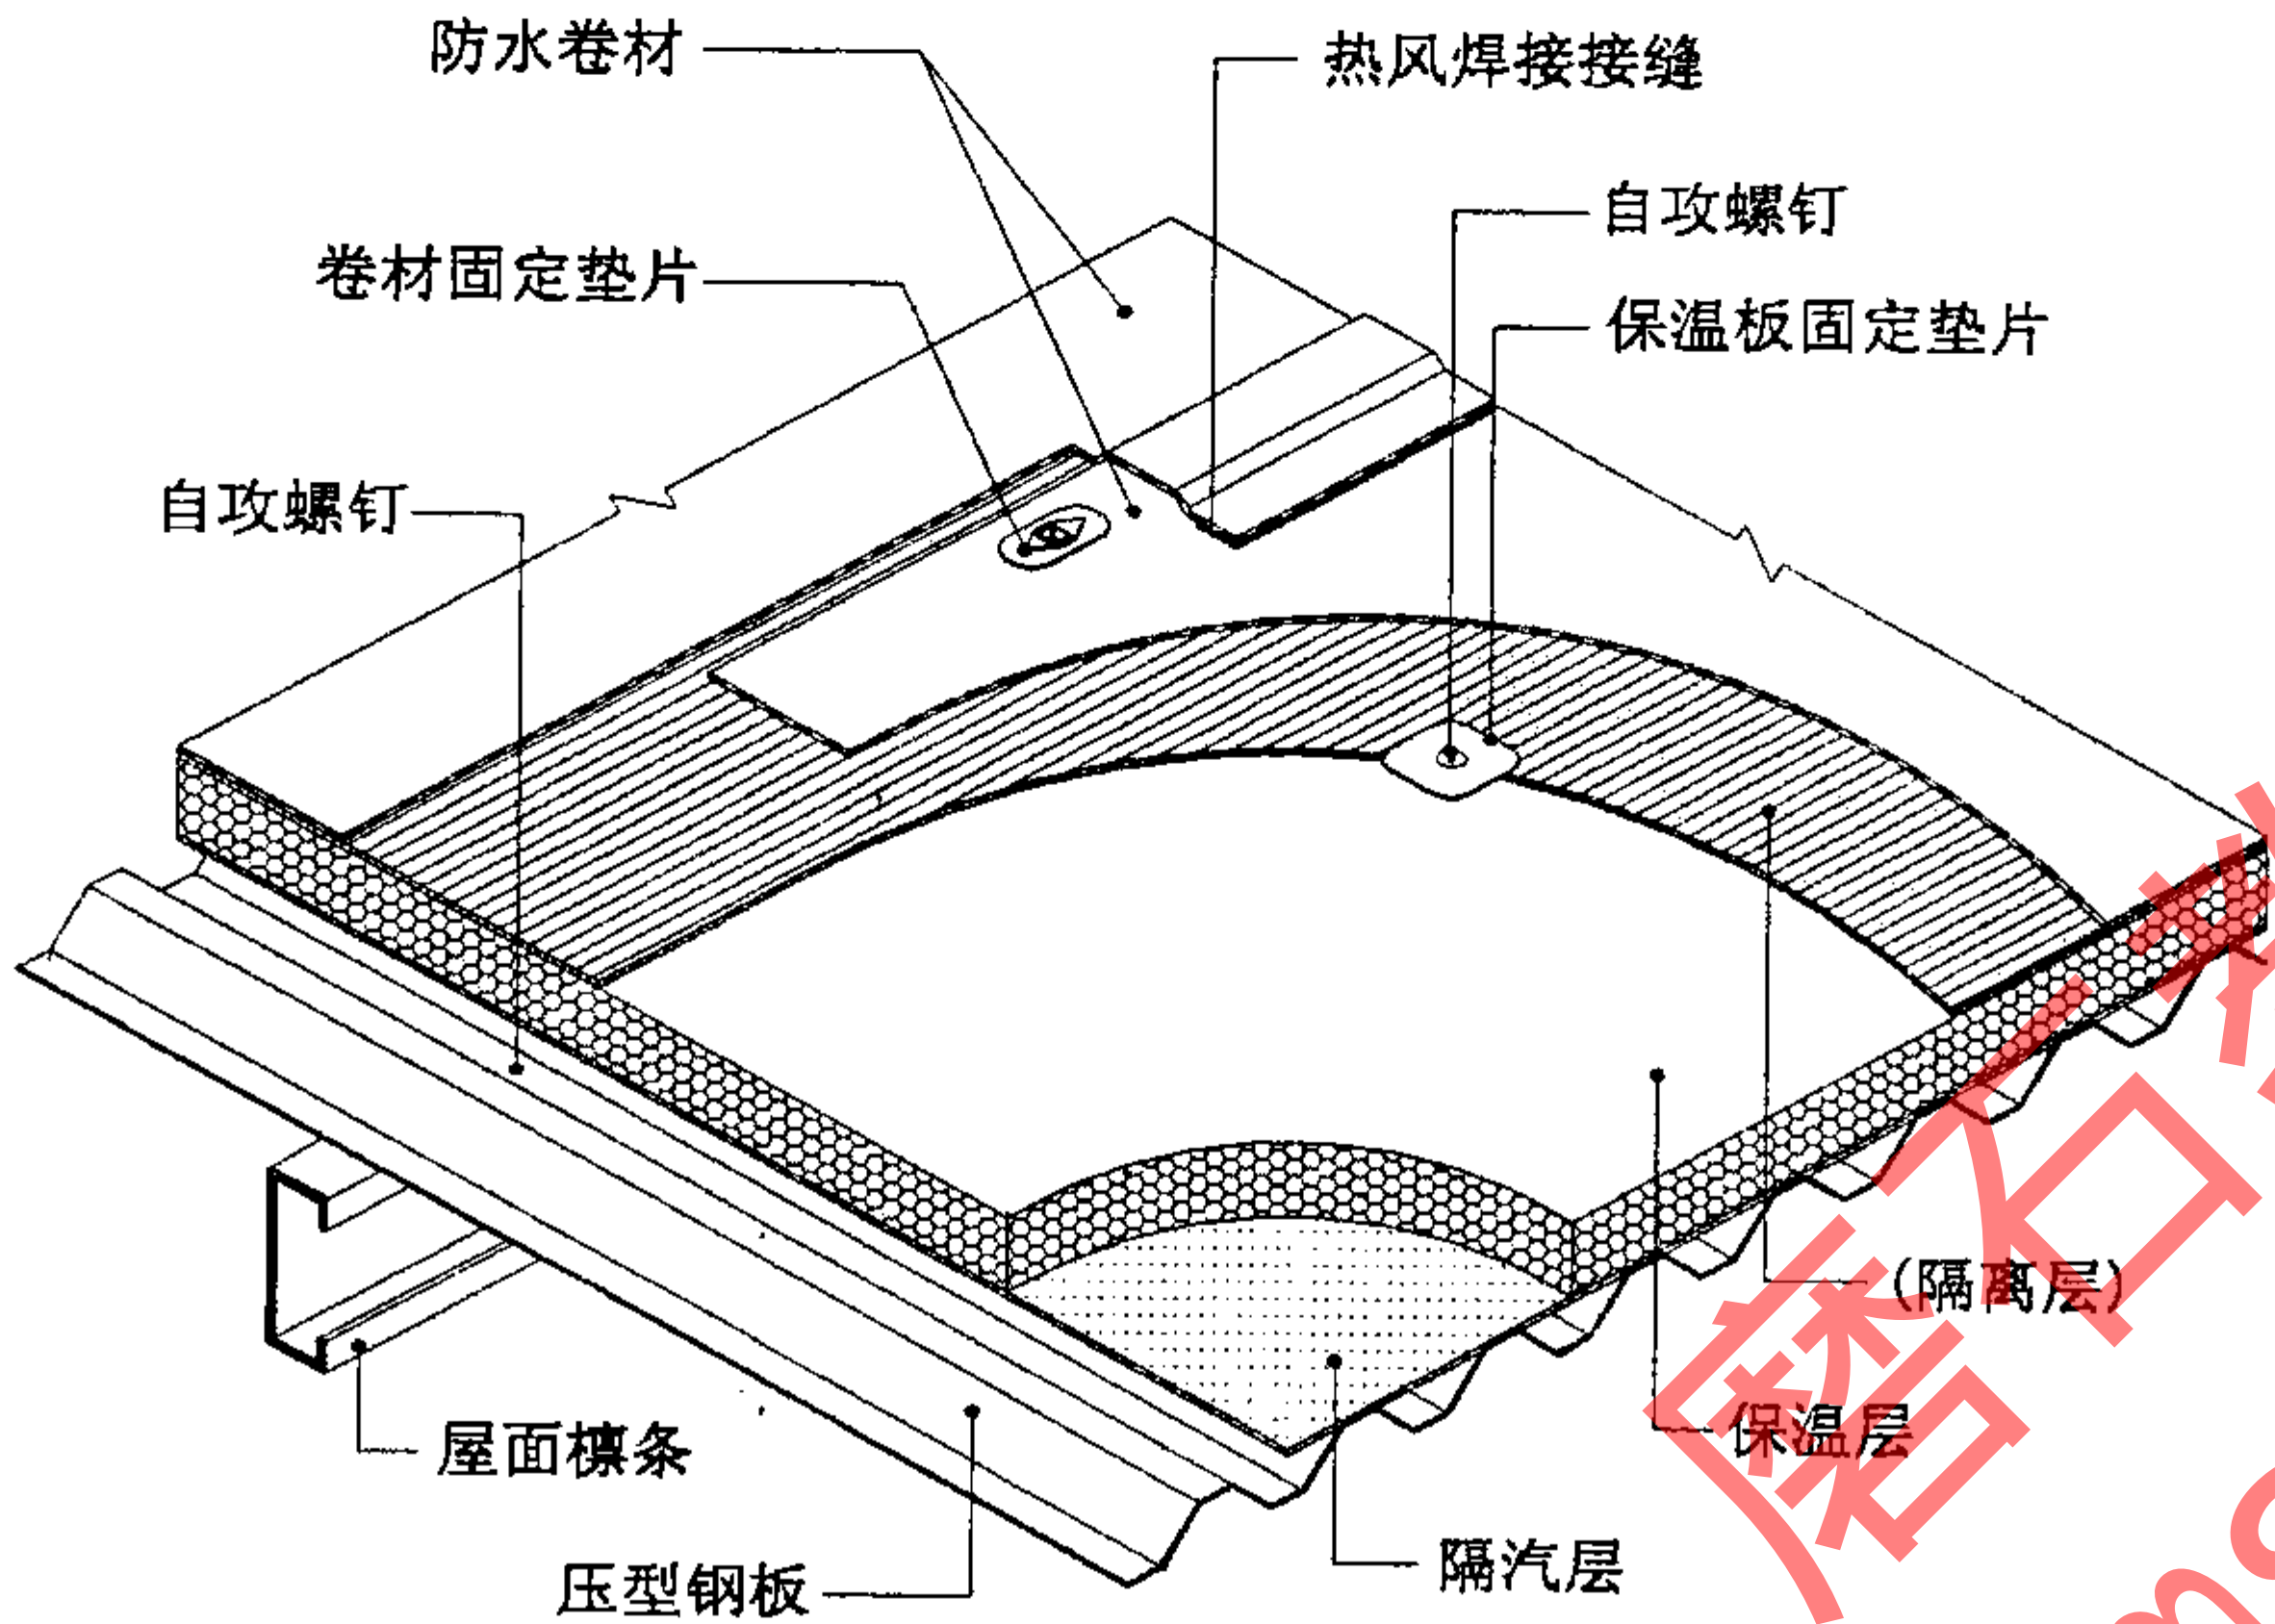 防水卷材
热风焊接接缝
自攻螺钉
卷材固定垫片
保温板固定垫片
自攻螺钉
(隔离层)
保温层
屋面檩条
隔汽层
压型钢板